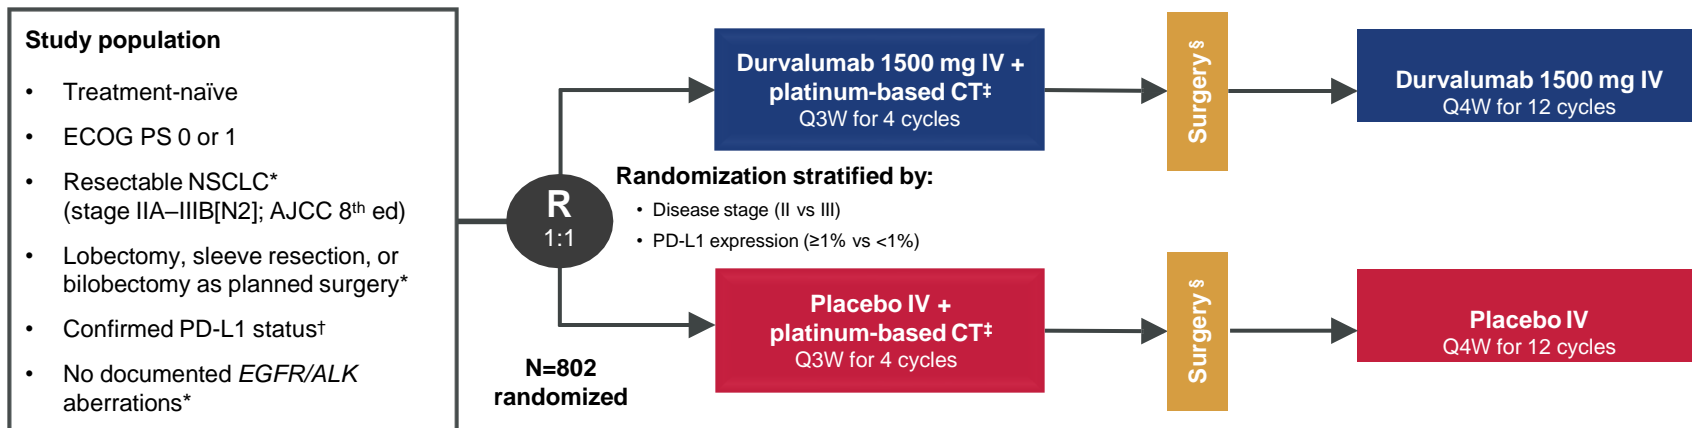 Study population
• Treatment-naïve
• ECOG PS 0 or 1
• Resectable NSCLC*
(stage IIA–IIIB[N2]; AJCC 8th ed)
• Lobectomy, sleeve resection, or
bilobectomy as planned surgery*
• Confirmed PD-L1 status†
• No documented EGFR/ALK
aberrations*
R
1:1
N=802
randomized
Durvalumab 1500 mg IV +
platinum-based CT‡
Q3W for 4 cycles
Surgery§
Durvalumab 1500 mg IV
Q4W for 12 cycles
Randomization stratified by:
• Disease stage (II vs III)
• PD-L1 expression (≥1% vs <1%)
Placebo IV +
platinum-based CT‡
Q3W for 4 cycles
Surgery§
Placebo IV
Q4W for 12 cycles